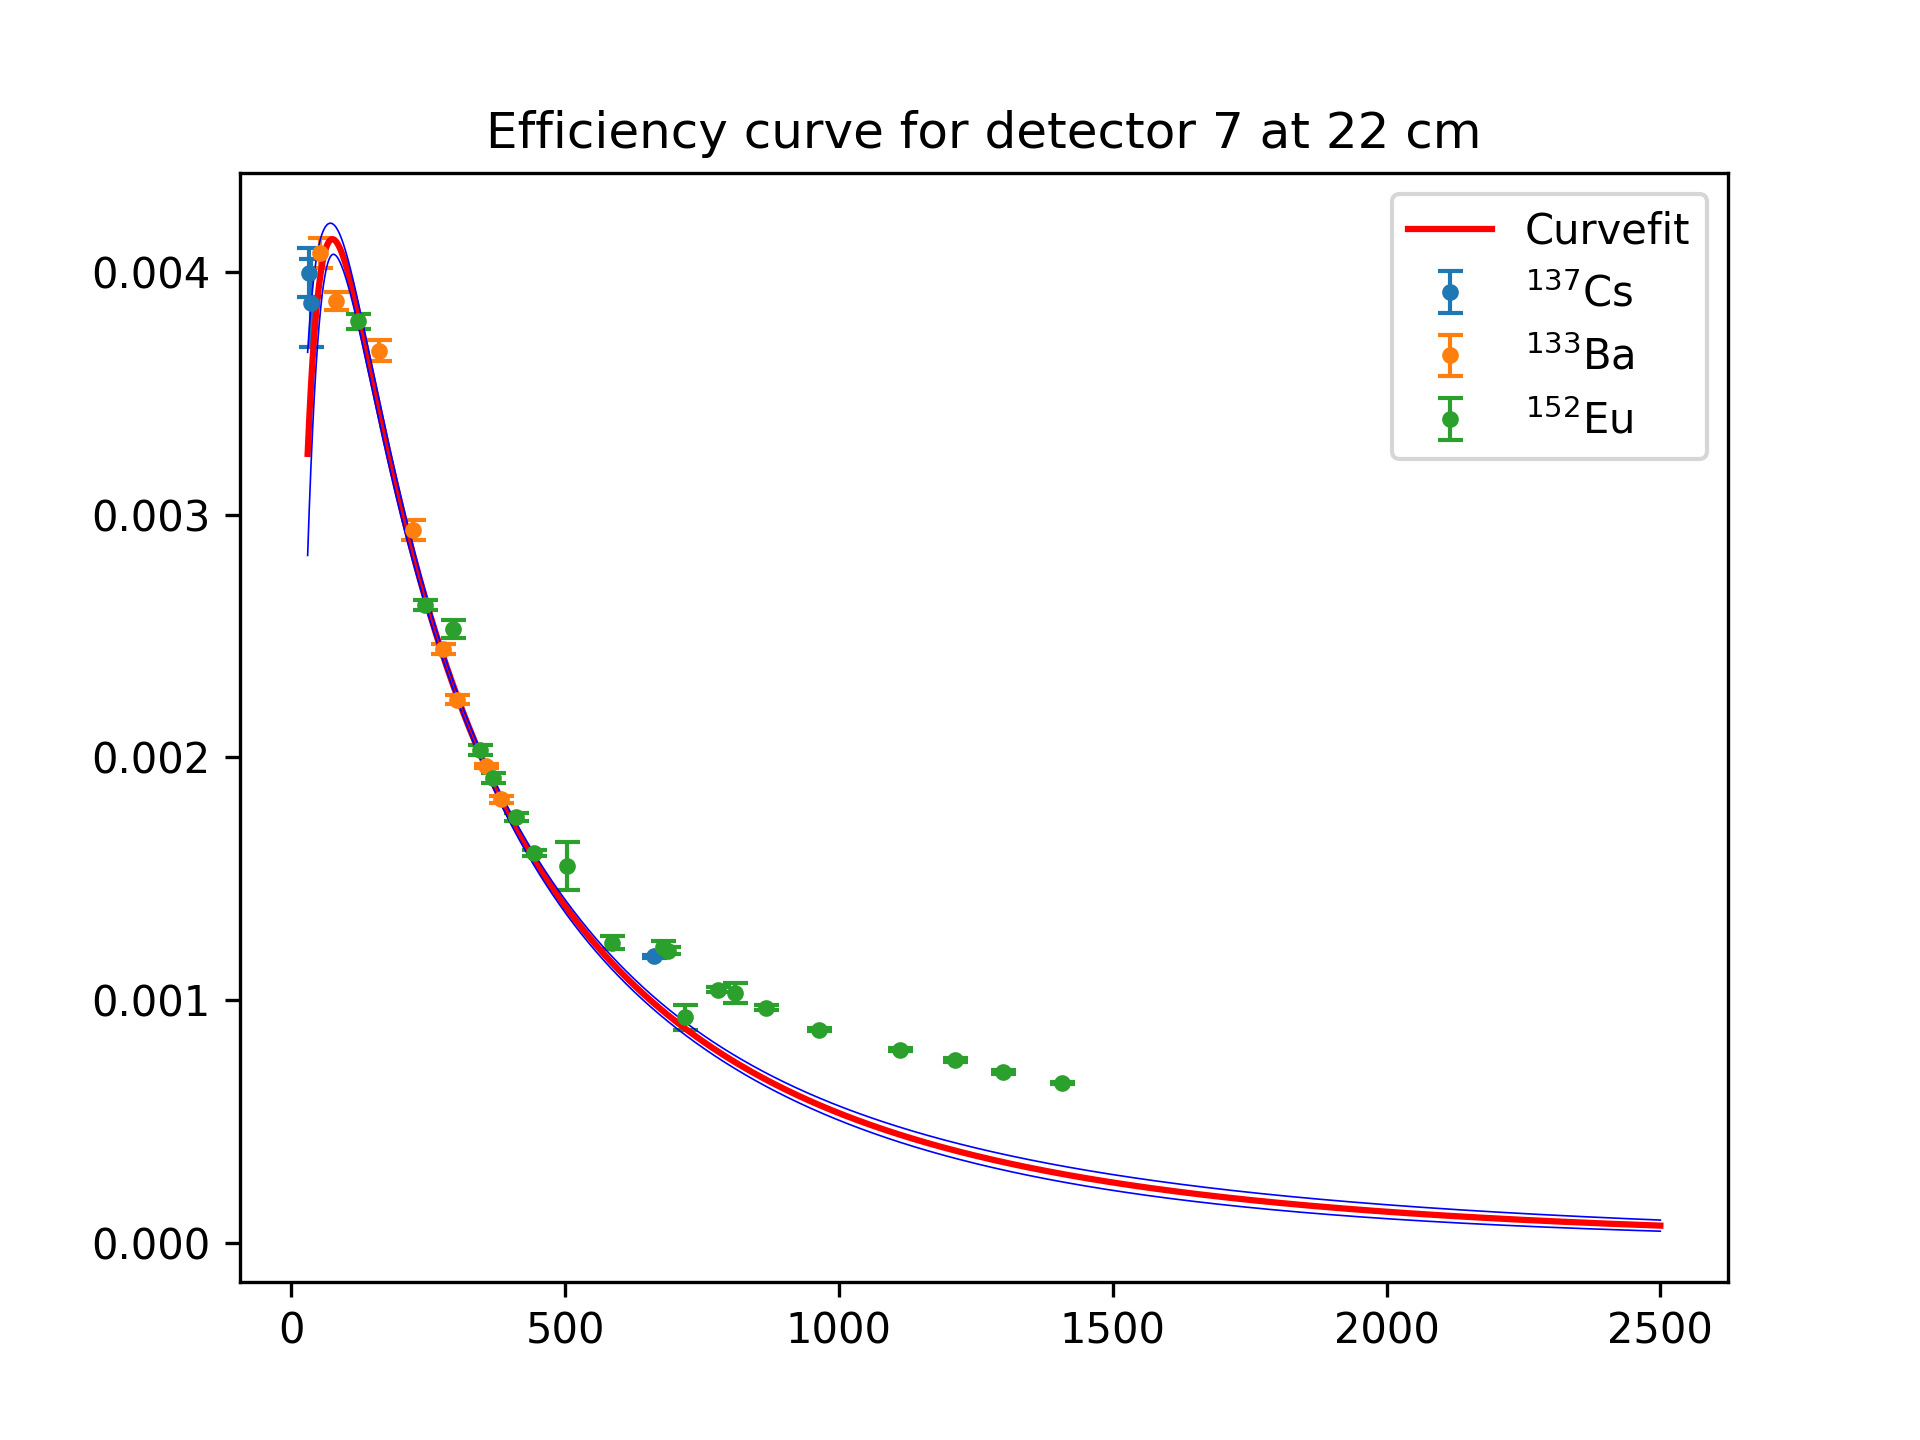 Efficiency curve for detector 7 at 22 cm
Curvefit
¹³⁷Cs
¹³³Ba
¹⁵²Eu
0.004
0.003
0.002
0.001
0.000
0 500 1000 1500 2000 2500